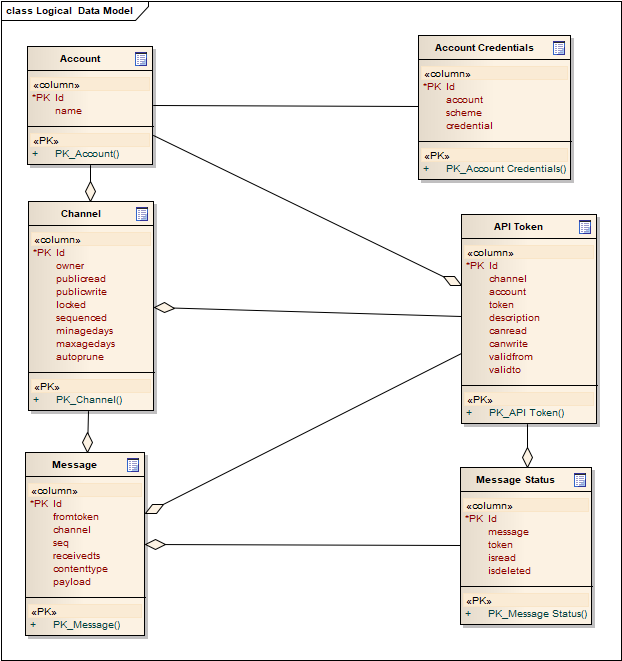 class Logical Data Model
Account
«column»
*PK Id
name
«PK»
+ PK_Account()
Account Credentials
«column»
*PK Id
account
scheme
credential
«PK»
+ PK_Account Credentials()
Channel
«column»
*PK Id
owner
publicread
publicwrite
locked
sequenced
minagedays
maxagedays
autoprune
«PK»
+ PK_Channel()
API Token
«column»
*PK Id
channel
account
token
description
canread
canwrite
validfrom
validto
«PK»
+ PK_API Token()
Message
«column»
*PK Id
fromtoken
channel
seq
receivedts
contenttype
payload
«PK»
+ PK_Message()
Message Status
«column»
*PK Id
message
token
isread
isdeleted
«PK»
+ PK_Message Status()